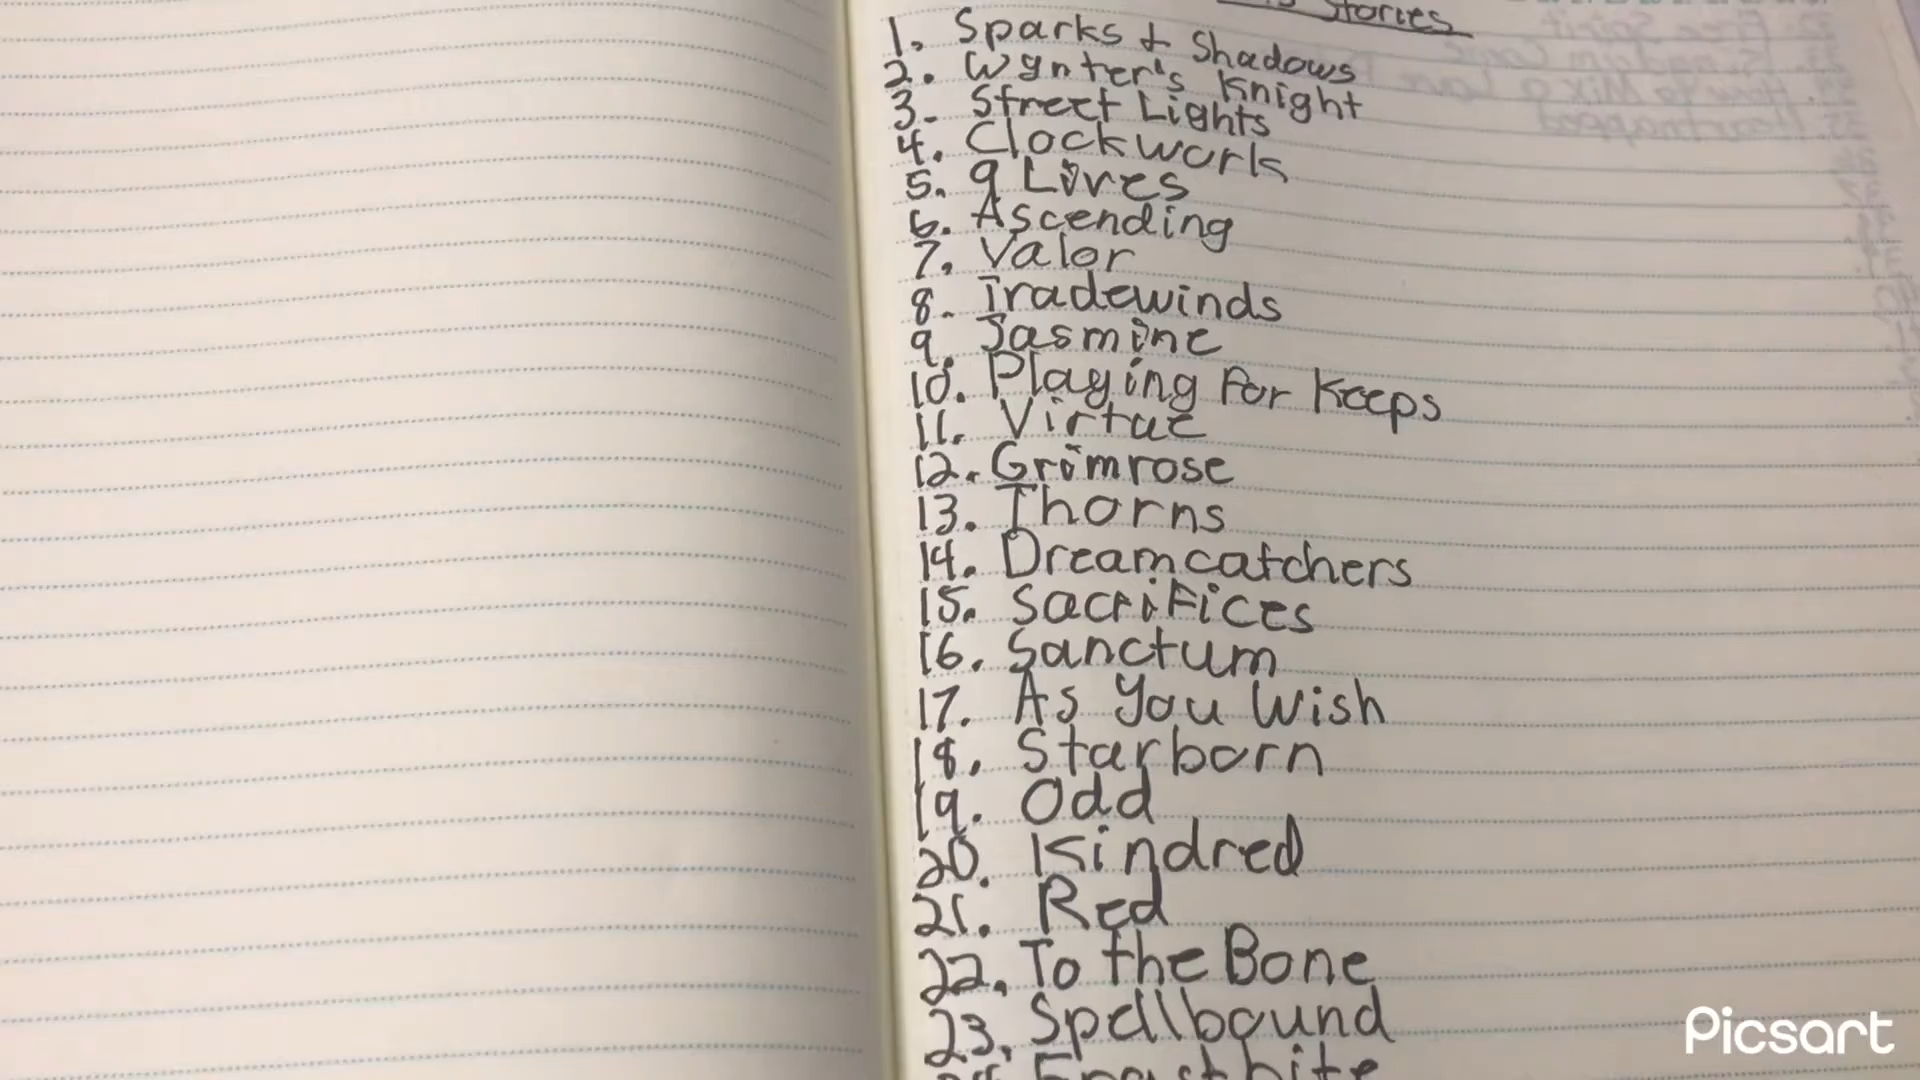 Stories
1. Sparks + Shadows
2. Wynter's Knight
3. Street Lights
4. Clockwork
5. 9 Lives
6. Ascending
7. Valor
8. Tradewinds
9. Jasmine
10. Playing For Keeps
11. Virtue
12. Grimrose
13. Thorns
14. Dreamcatchers
15. Sacrifices
16. Sanctum
17. As You Wish
18. Starborn
19. Odd
20. Kindred
21. Red
22. To the Bone
23. Spellbound
Frostbite
Picsart